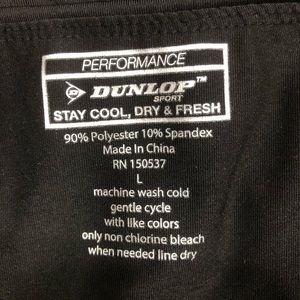 PERFORMANCE
DUNLOP™
SPORT
STAY COOL, DRY & FRESH
90% Polyester 10% Spandex
Made In China
RN 150537
L
machine wash cold
gentle cycle
with like colors
only non chlorine bleach
when needed line dry